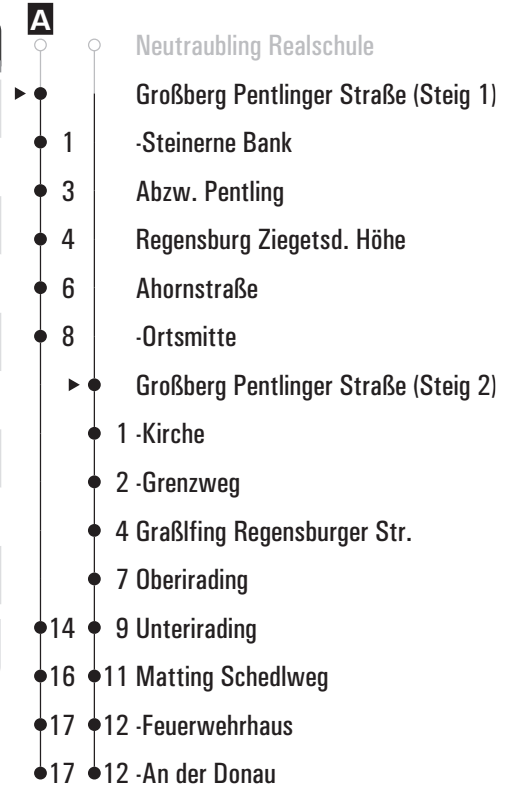 A
Neutraubling Realschule
Großberg Pentlinger Straße (Steig 1)
1 -Steinerne Bank
3 Abzw. Pentling
4 Regensburg Ziegetsd. Höhe
6 Ahornstraße
8 -Ortsmitte
Großberg Pentlinger Straße (Steig 2)
1 -Kirche
2 -Grenzweg
4 Graßlfing Regensburger Str.
7 Oberirading
14 9 Unterirading
16 11 Matting Schedlweg
17 12 -Feuerwehrhaus
17 12 -An der Donau